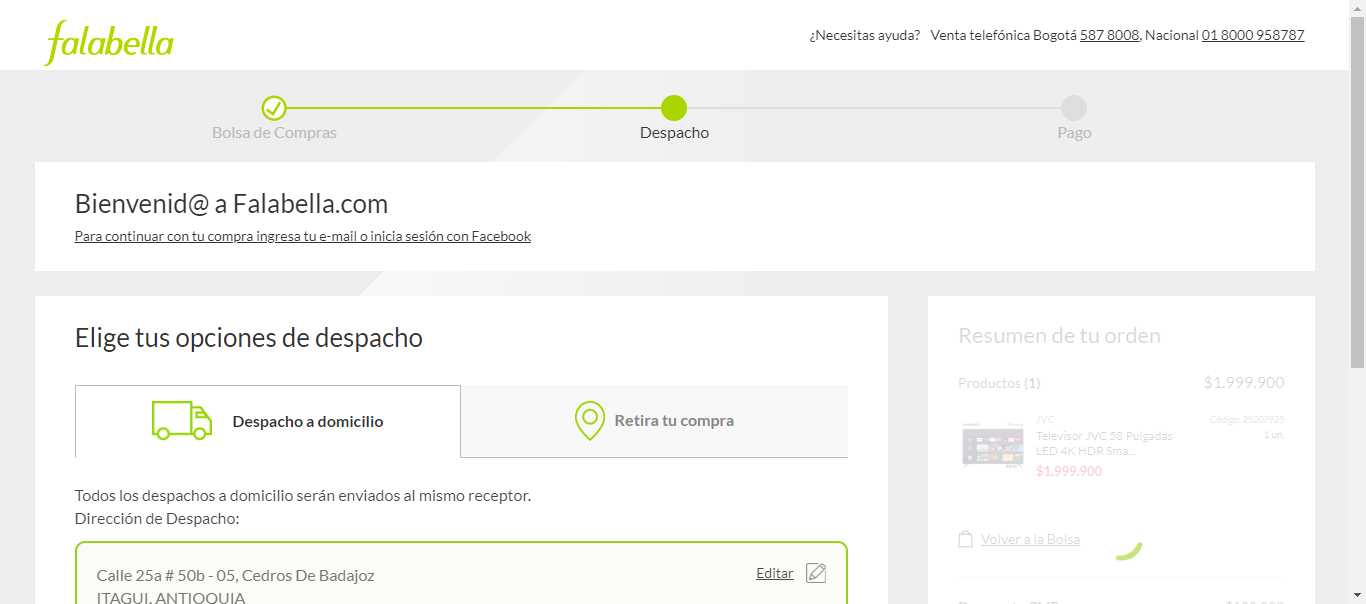 falabella
¿Necesitas ayuda? Venta telefónica Bogotá 587 8008, Nacional 01 8000 958787
Bolsa de Compras
Despacho
Pago
Bienvenid@ a Falabella.com
Para continuar con tu compra ingresa tu e-mail o inicia sesión con Facebook
Elige tus opciones de despacho
Despacho a domicilio
Retira tu compra
Todos los despachos a domicilio serán enviados al mismo receptor.
Dirección de Despacho:
Calle 25a # 50b - 05, Cedros De Badajoz
ITAGUI, ANTIOQUIA
Editar
Resumen de tu orden
Productos (1) $1.999.900
JVC Código: 25207925
Televisor JVC 58 Pulgadas 1 un.
LED 4K HDR Sma...
$1.999.900
Volver a la Bolsa